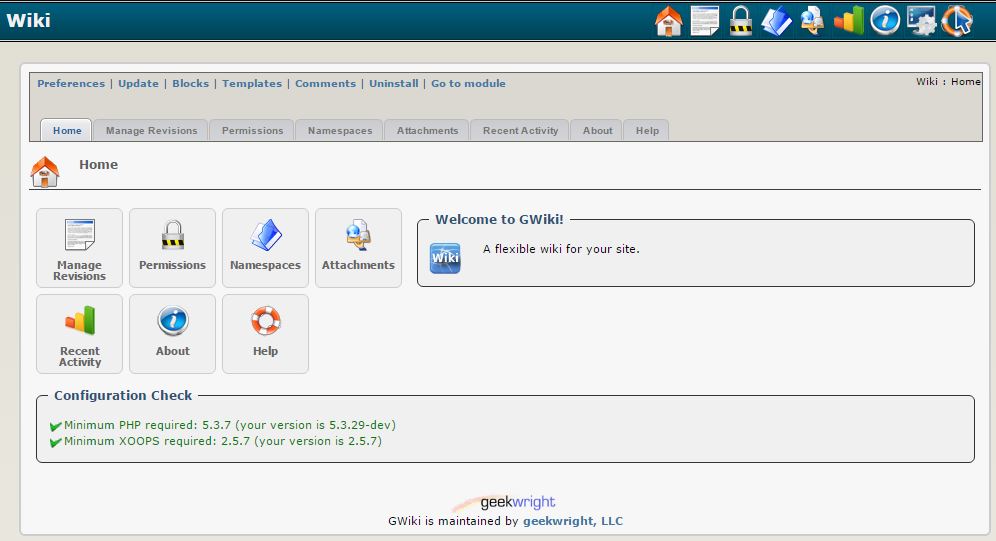 Wiki
Preferences | Update | Blocks | Templates | Comments | Uninstall | Go to module
Wiki : Home
Home Manage Revisions Permissions Namespaces Attachments Recent Activity About Help
Home
Manage Revisions
Permissions
Namespaces
Attachments
Welcome to GWiki!
Wiki
A flexible wiki for your site.
Recent Activity
About
Help
Configuration Check
Minimum PHP required: 5.3.7 (your version is 5.3.29-dev)
Minimum XOOPS required: 2.5.7 (your version is 2.5.7)
geekwright
GWiki is maintained by geekwright, LLC